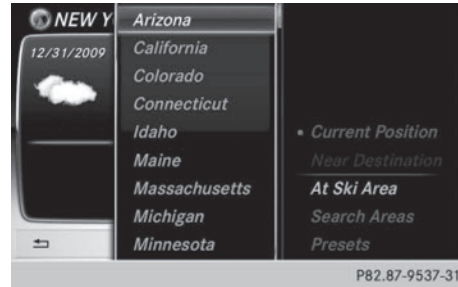 NEW Y
12/31/2009
Arizona
California
Colorado
Connecticut
Idaho
Maine
Massachusetts
Michigan
Minnesota
• Current Position
Near Destination
At Ski Area
Search Areas
Presets
P82.87-9537-31